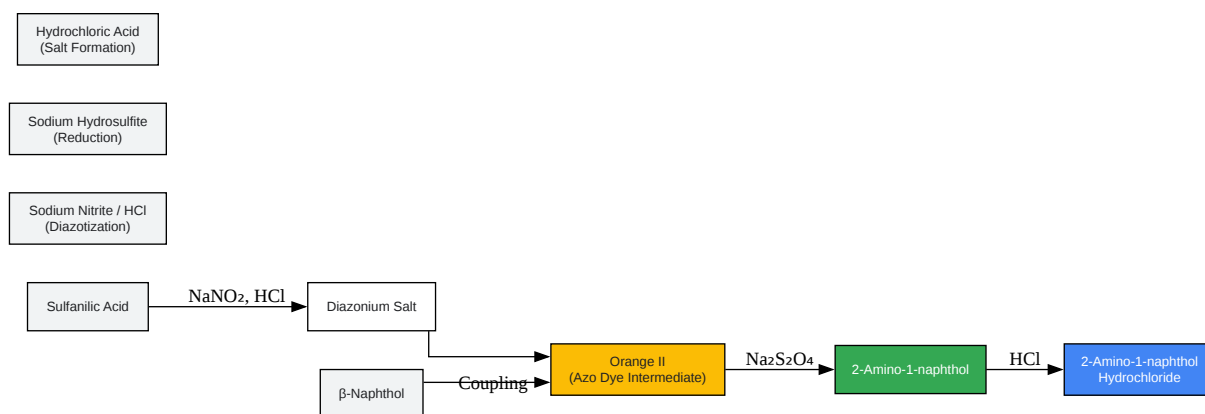 Hydrochloric Acid
(Salt Formation)
Sodium Hydrosulfite
(Reduction)
Sodium Nitrite / HCl
(Diazotization)
Sulfanilic Acid
NaNO₂, HCl
Diazonium Salt
β-Naphthol
Coupling
Orange II
(Azo Dye Intermediate)
Na₂S₂O₄
2-Amino-1-naphthol
HCl
2-Amino-1-naphthol
Hydrochloride